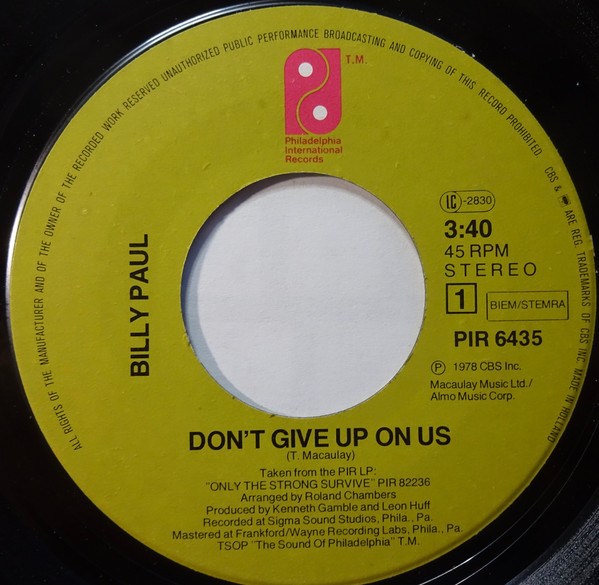 ALL RIGHTS OF THE MANUFACTURER AND OF THE OWNER OF THE RECORDED WORK RESERVED UNAUTHORIZED PUBLIC PERFORMANCE BROADCASTING AND COPYING OF THIS RECORD PROHIBITED. CBS & ARE REG. TRADEMARKS OF CBS INC. MADE IN HOLLAND
T.M.
Philadelphia
International
Records
BILLY PAUL
LC-2830
3:40
45 RPM
STEREO
1 BIEM/STEMRA
PIR 6435
Ⓟ 1978 CBS Inc.
Macaulay Music Ltd./
Almo Music Corp.
DON'T GIVE UP ON US
(T. Macaulay)
Taken from the PIR LP:
"ONLY THE STRONG SURVIVE" PIR 82236
Arranged by Roland Chambers
Produced by Kenneth Gamble and Leon Huff
Recorded at Sigma Sound Studios, Phila., Pa.
Mastered at Frankford/Wayne Recording Labs, Phila., Pa.
TSOP "The Sound Of Philadelphia" T.M.